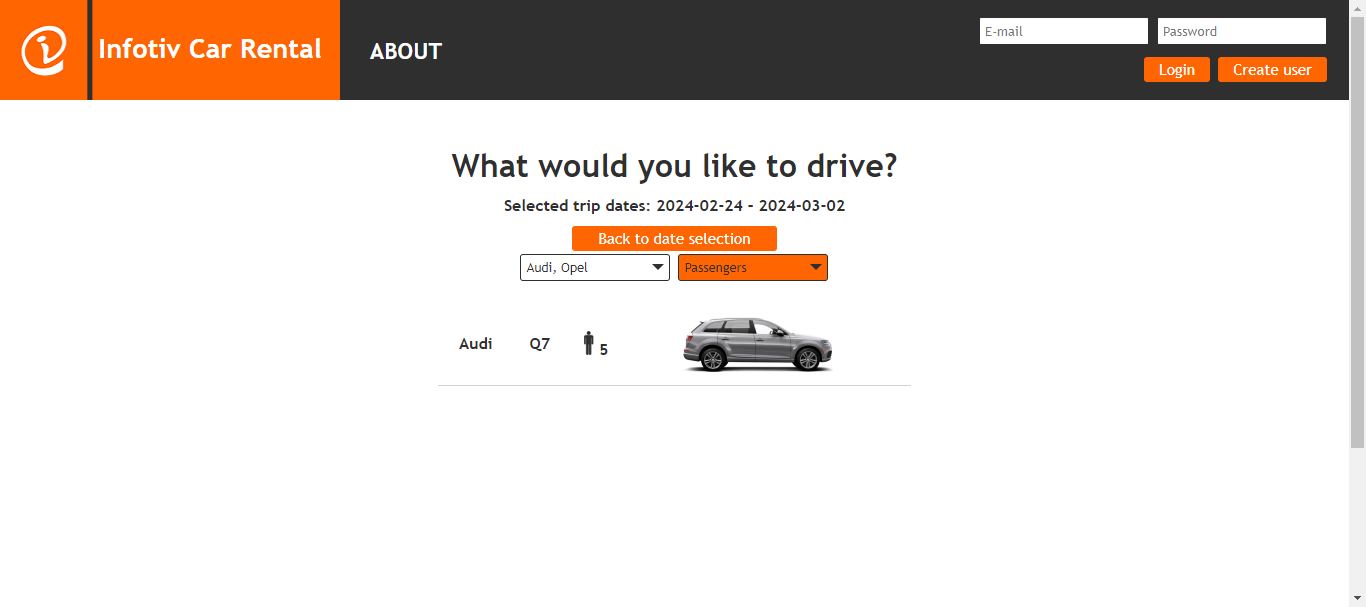 Infotiv Car Rental
ABOUT
E-mail
Password
Login
Create user
What would you like to drive?
Selected trip dates: 2024-02-24 – 2024-03-02
Back to date selection
Audi, Opel
Passengers
Audi Q7 5